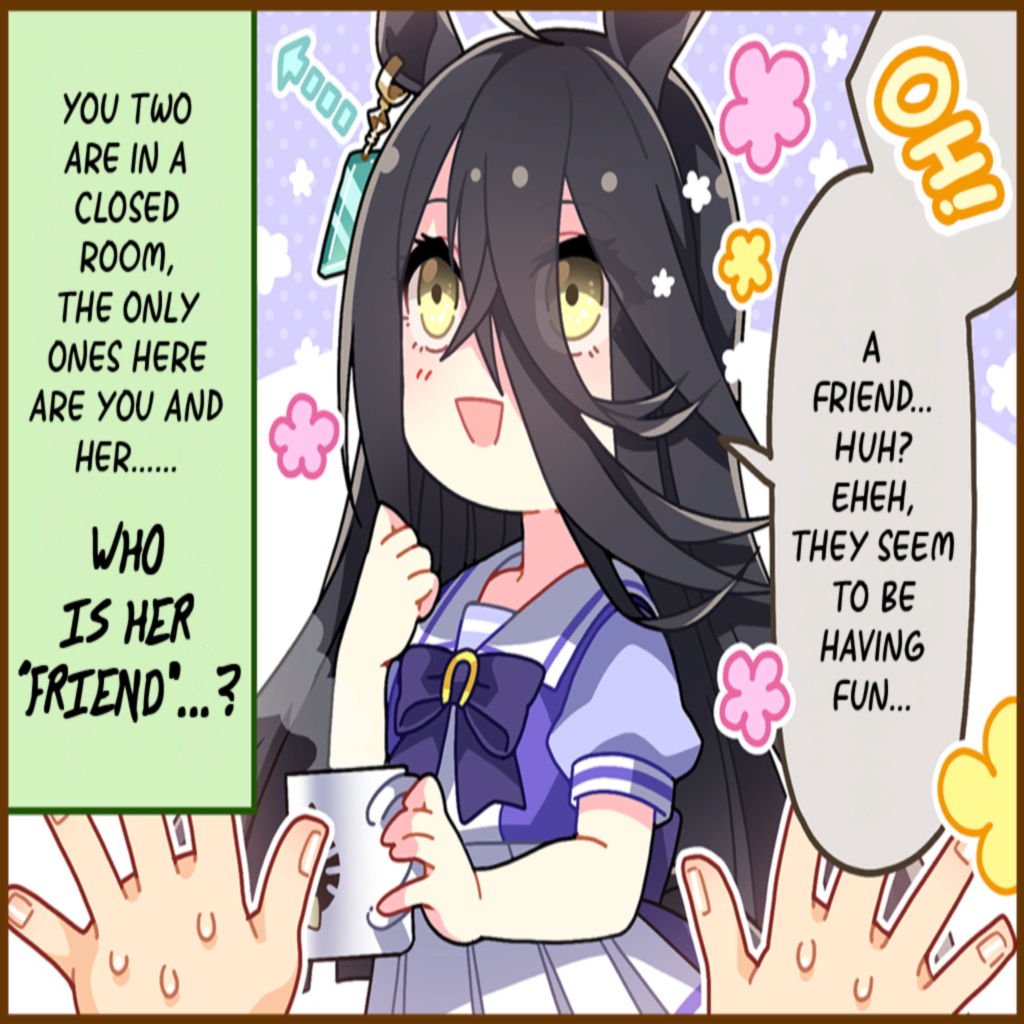 YOU TWO
ARE IN A
CLOSED
ROOM,
THE ONLY
ONES HERE
ARE YOU AND
HER......
WHO
IS HER
"FRIEND"...?
OH!
A
FRIEND...
HUH?
EHEH,
THEY SEEM
TO BE
HAVING
FUN...